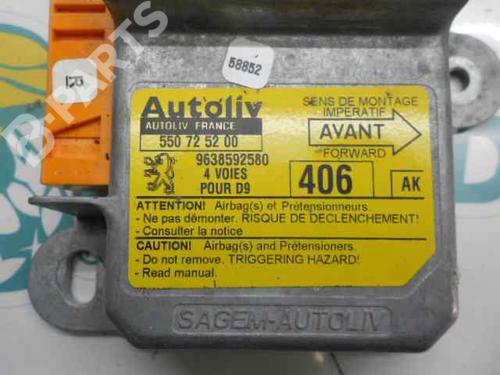 58852
B-PARTS
Autoliv
AUTOLIV FRANCE
550 72 52 00
9638592580
4 VOIES
POUR D9
SENS DE MONTAGE
IMPERATIF
AVANT
FORWARD
406
AK
ATTENTION! Airbag(s) et Prétensionneurs.
- Ne pas démonter. RISQUE DE DECLENCHEMENT!
- Consulter la notice
CAUTION! Airbag(s) and Prétensioners.
- Do not remove. TRIGGERING HAZARD!
- Read manual.
SAGEM-AUTOLIV